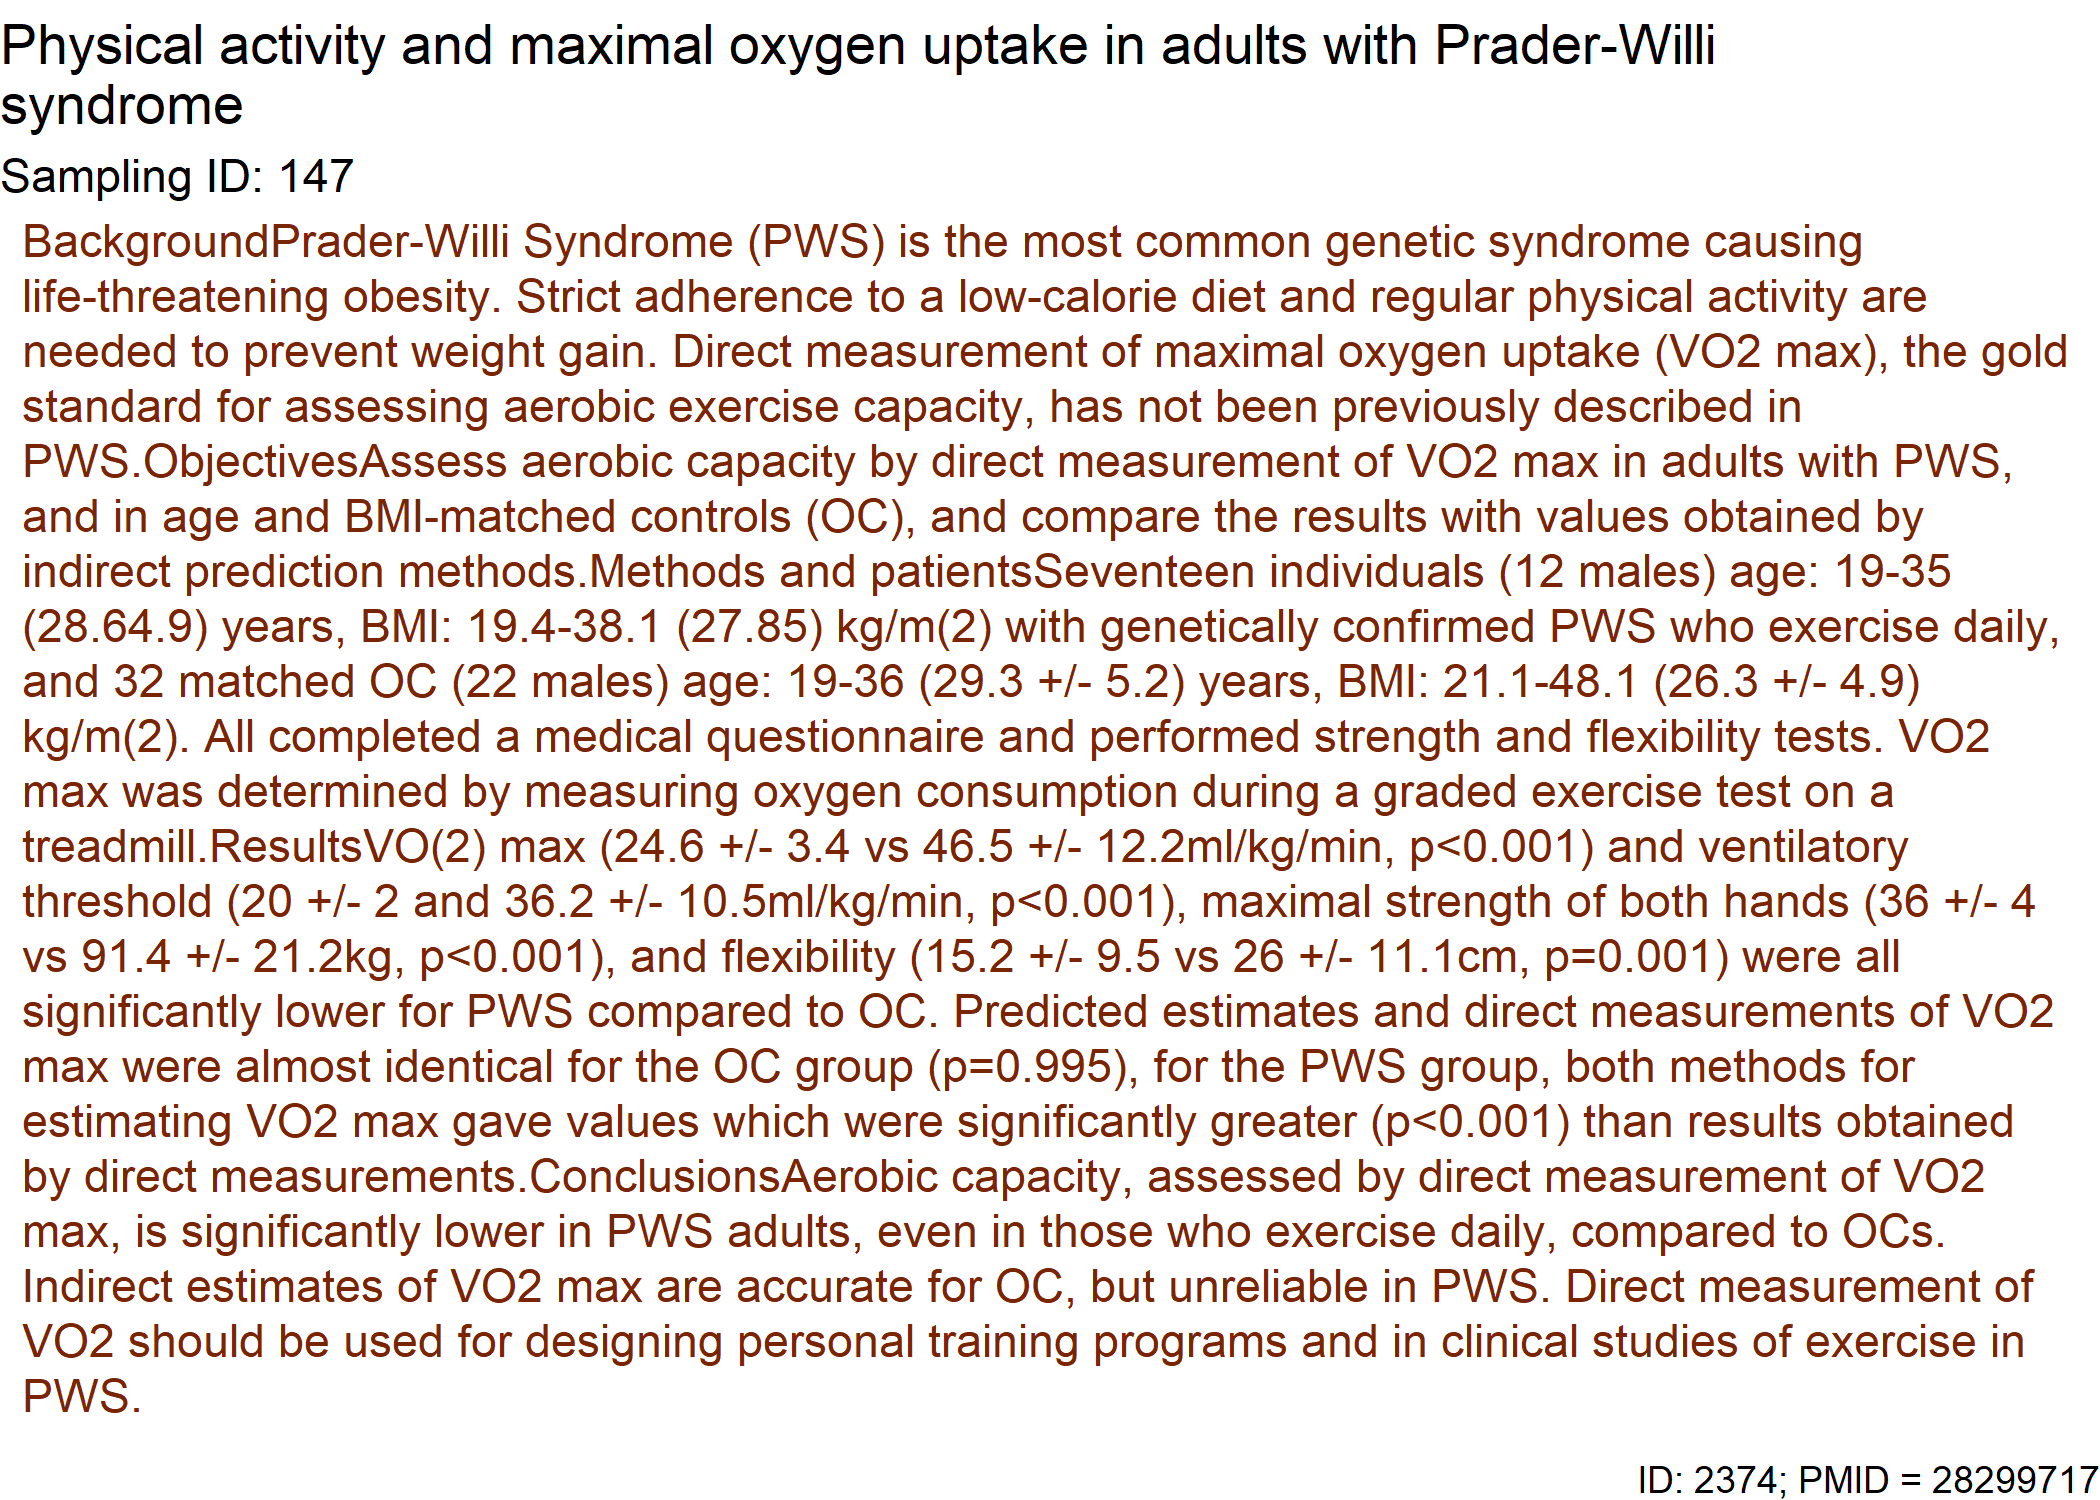 Physical activity and maximal oxygen uptake in adults with Prader-Willi
syndrome
Sampling ID: 147
BackgroundPrader-Willi Syndrome (PWS) is the most common genetic syndrome causing
life-threatening obesity. Strict adherence to a low-calorie diet and regular physical activity are
needed to prevent weight gain. Direct measurement of maximal oxygen uptake (VO2 max), the gold
standard for assessing aerobic exercise capacity, has not been previously described in
PWS.ObjectivesAssess aerobic capacity by direct measurement of VO2 max in adults with PWS,
and in age and BMI-matched controls (OC), and compare the results with values obtained by
indirect prediction methods.Methods and patientsSeventeen individuals (12 males) age: 19-35
(28.64.9) years, BMI: 19.4-38.1 (27.85) kg/m(2) with genetically confirmed PWS who exercise daily,
and 32 matched OC (22 males) age: 19-36 (29.3 +/- 5.2) years, BMI: 21.1-48.1 (26.3 +/- 4.9)
kg/m(2). All completed a medical questionnaire and performed strength and flexibility tests. VO2
max was determined by measuring oxygen consumption during a graded exercise test on a
treadmill.ResultsVO(2) max (24.6 +/- 3.4 vs 46.5 +/- 12.2ml/kg/min, p<0.001) and ventilatory
threshold (20 +/- 2 and 36.2 +/- 10.5ml/kg/min, p<0.001), maximal strength of both hands (36 +/- 4
vs 91.4 +/- 21.2kg, p<0.001), and flexibility (15.2 +/- 9.5 vs 26 +/- 11.1cm, p=0.001) were all
significantly lower for PWS compared to OC. Predicted estimates and direct measurements of VO2
max were almost identical for the OC group (p=0.995), for the PWS group, both methods for
estimating VO2 max gave values which were significantly greater (p<0.001) than results obtained
by direct measurements.ConclusionsAerobic capacity, assessed by direct measurement of VO2
max, is significantly lower in PWS adults, even in those who exercise daily, compared to OCs.
Indirect estimates of VO2 max are accurate for OC, but unreliable in PWS. Direct measurement of
VO2 should be used for designing personal training programs and in clinical studies of exercise in
PWS.
ID: 2374; PMID = 28299717